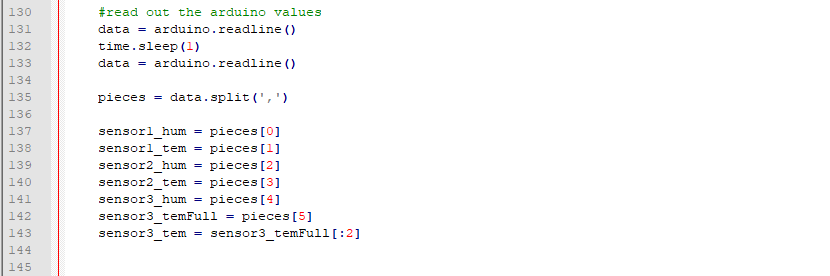 130 #read out the arduino values
131 data = arduino.readline()
132 time.sleep(1)
133 data = arduino.readline()
134
135 pieces = data.split(',')
136
137 sensor1_hum = pieces[0]
138 sensor1_tem = pieces[1]
139 sensor2_hum = pieces[2]
140 sensor2_tem = pieces[3]
141 sensor3_hum = pieces[4]
142 sensor3_temFull = pieces[5]
143 sensor3_tem = sensor3_temFull[:2]
144
145